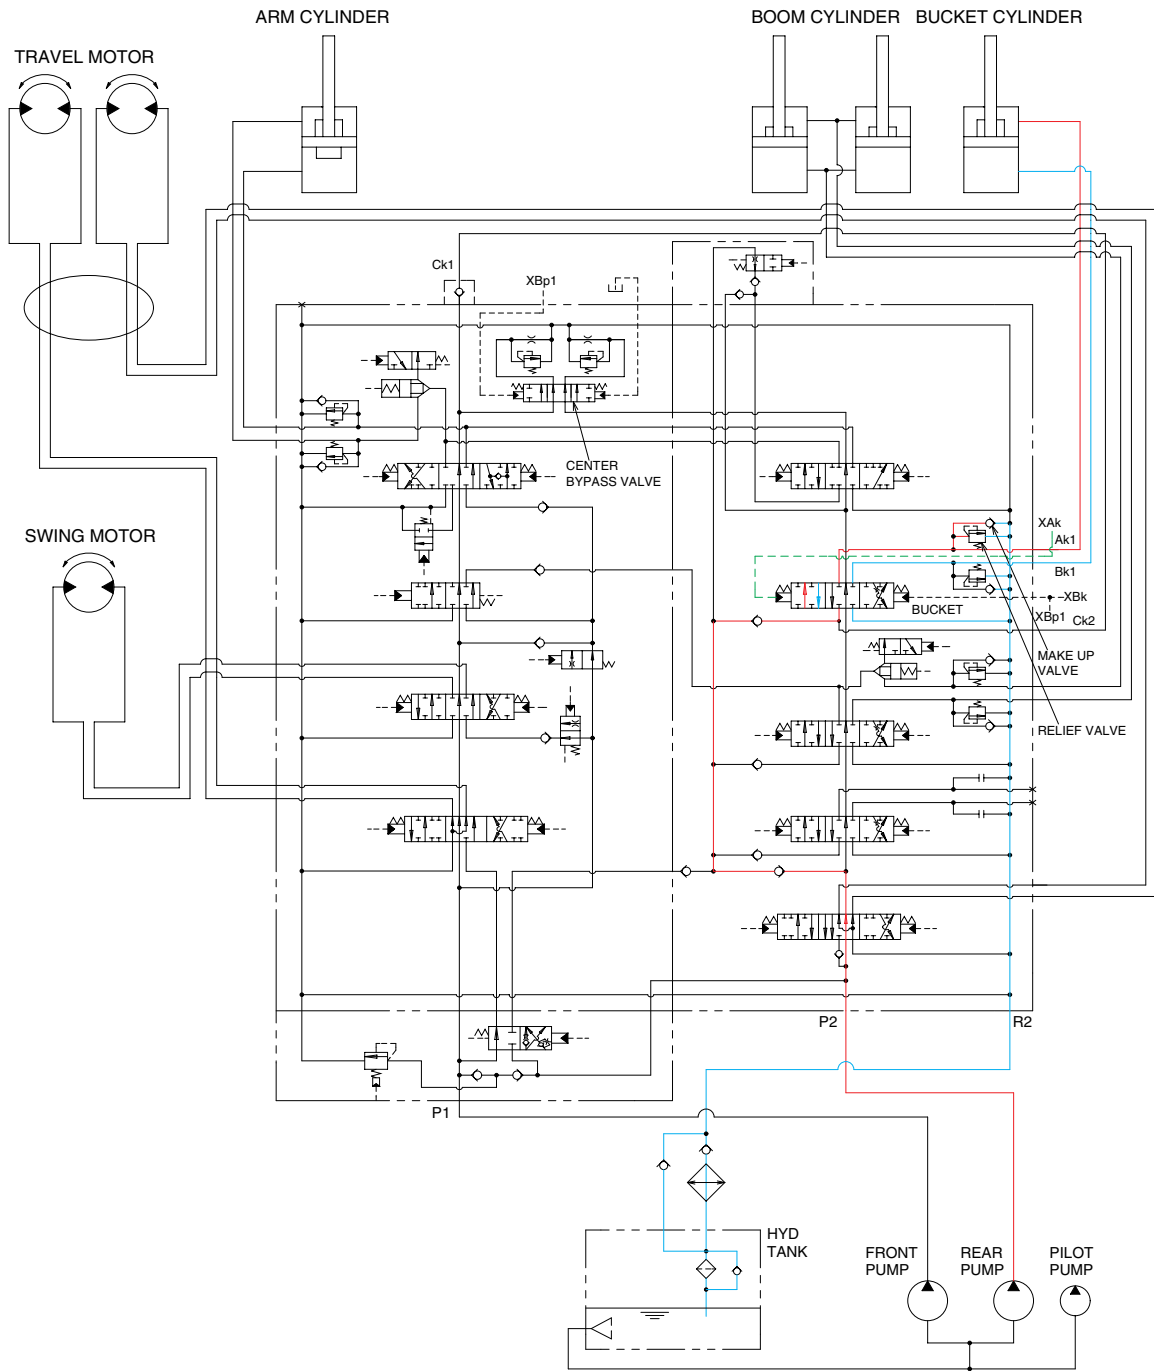 ARM CYLINDER
BOOM CYLINDER
BUCKET CYLINDER
TRAVEL MOTOR
Ck1
XBp1
CENTER
BYPASS VALVE
XAk
Ak1
SWING MOTOR
Bk1
XBk
BUCKET
XBp1
Ck2
MAKE UP
VALVE
RELIEF VALVE
P2
R2
P1
HYD
TANK
FRONT
PUMP
REAR
PUMP
PILOT
PUMP